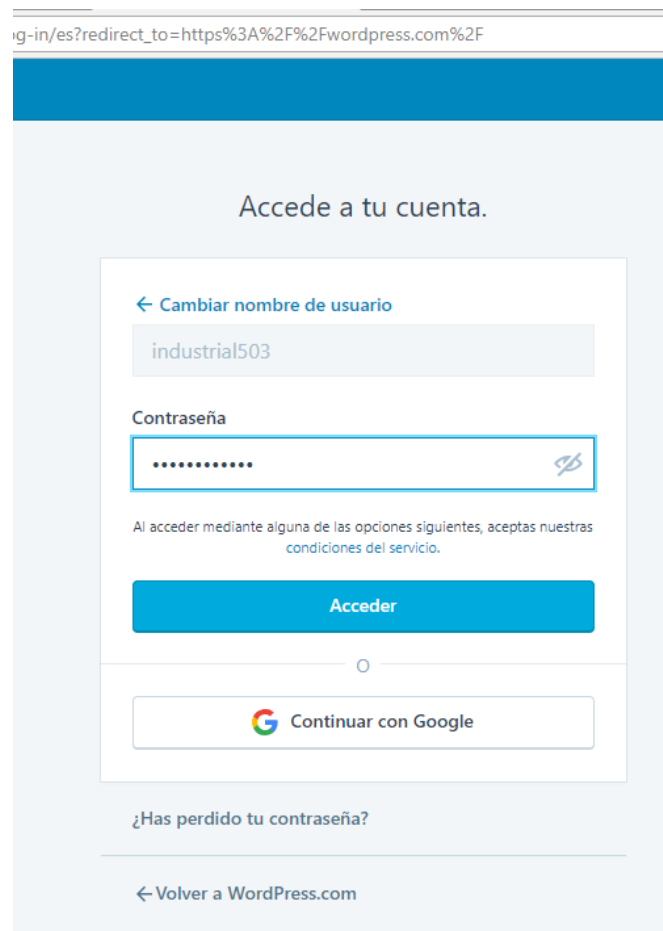 og-in/es?redirect_to=https%3A%2F%2Fwordpress.com%2F
Accede a tu cuenta.
← Cambiar nombre de usuario
industrial503
Contraseña
••••••••••••
Al acceder mediante alguna de las opciones siguientes, aceptas nuestras
condiciones del servicio.
Acceder
O
Continuar con Google
¿Has perdido tu contraseña?
← Volver a WordPress.com